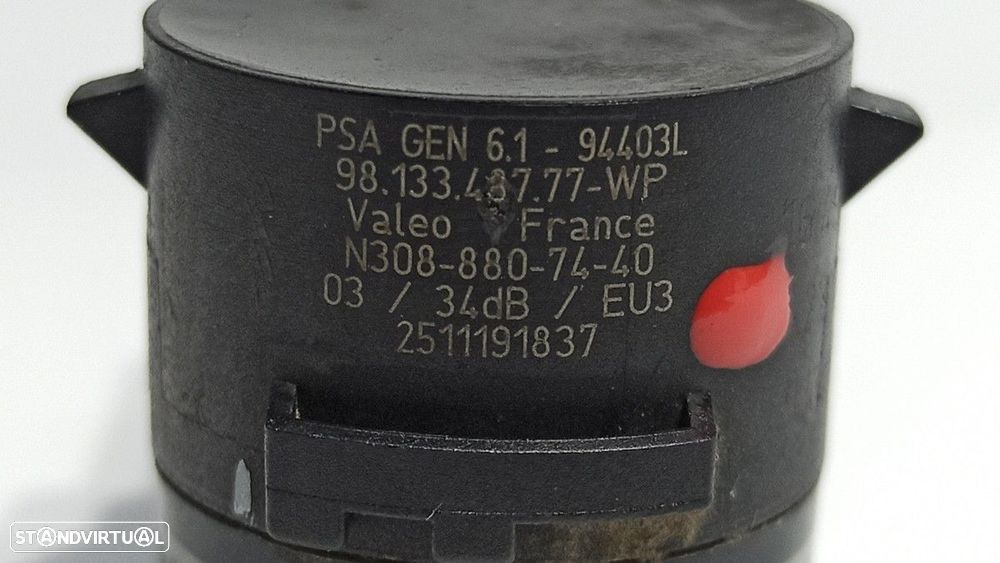 PSA GEN 6.1 - 94403L
98.133.437.77-WP
Valeo France
N308-880-74-40
03 / 34dB / EU3
2511191837
STANDVIRTUAL